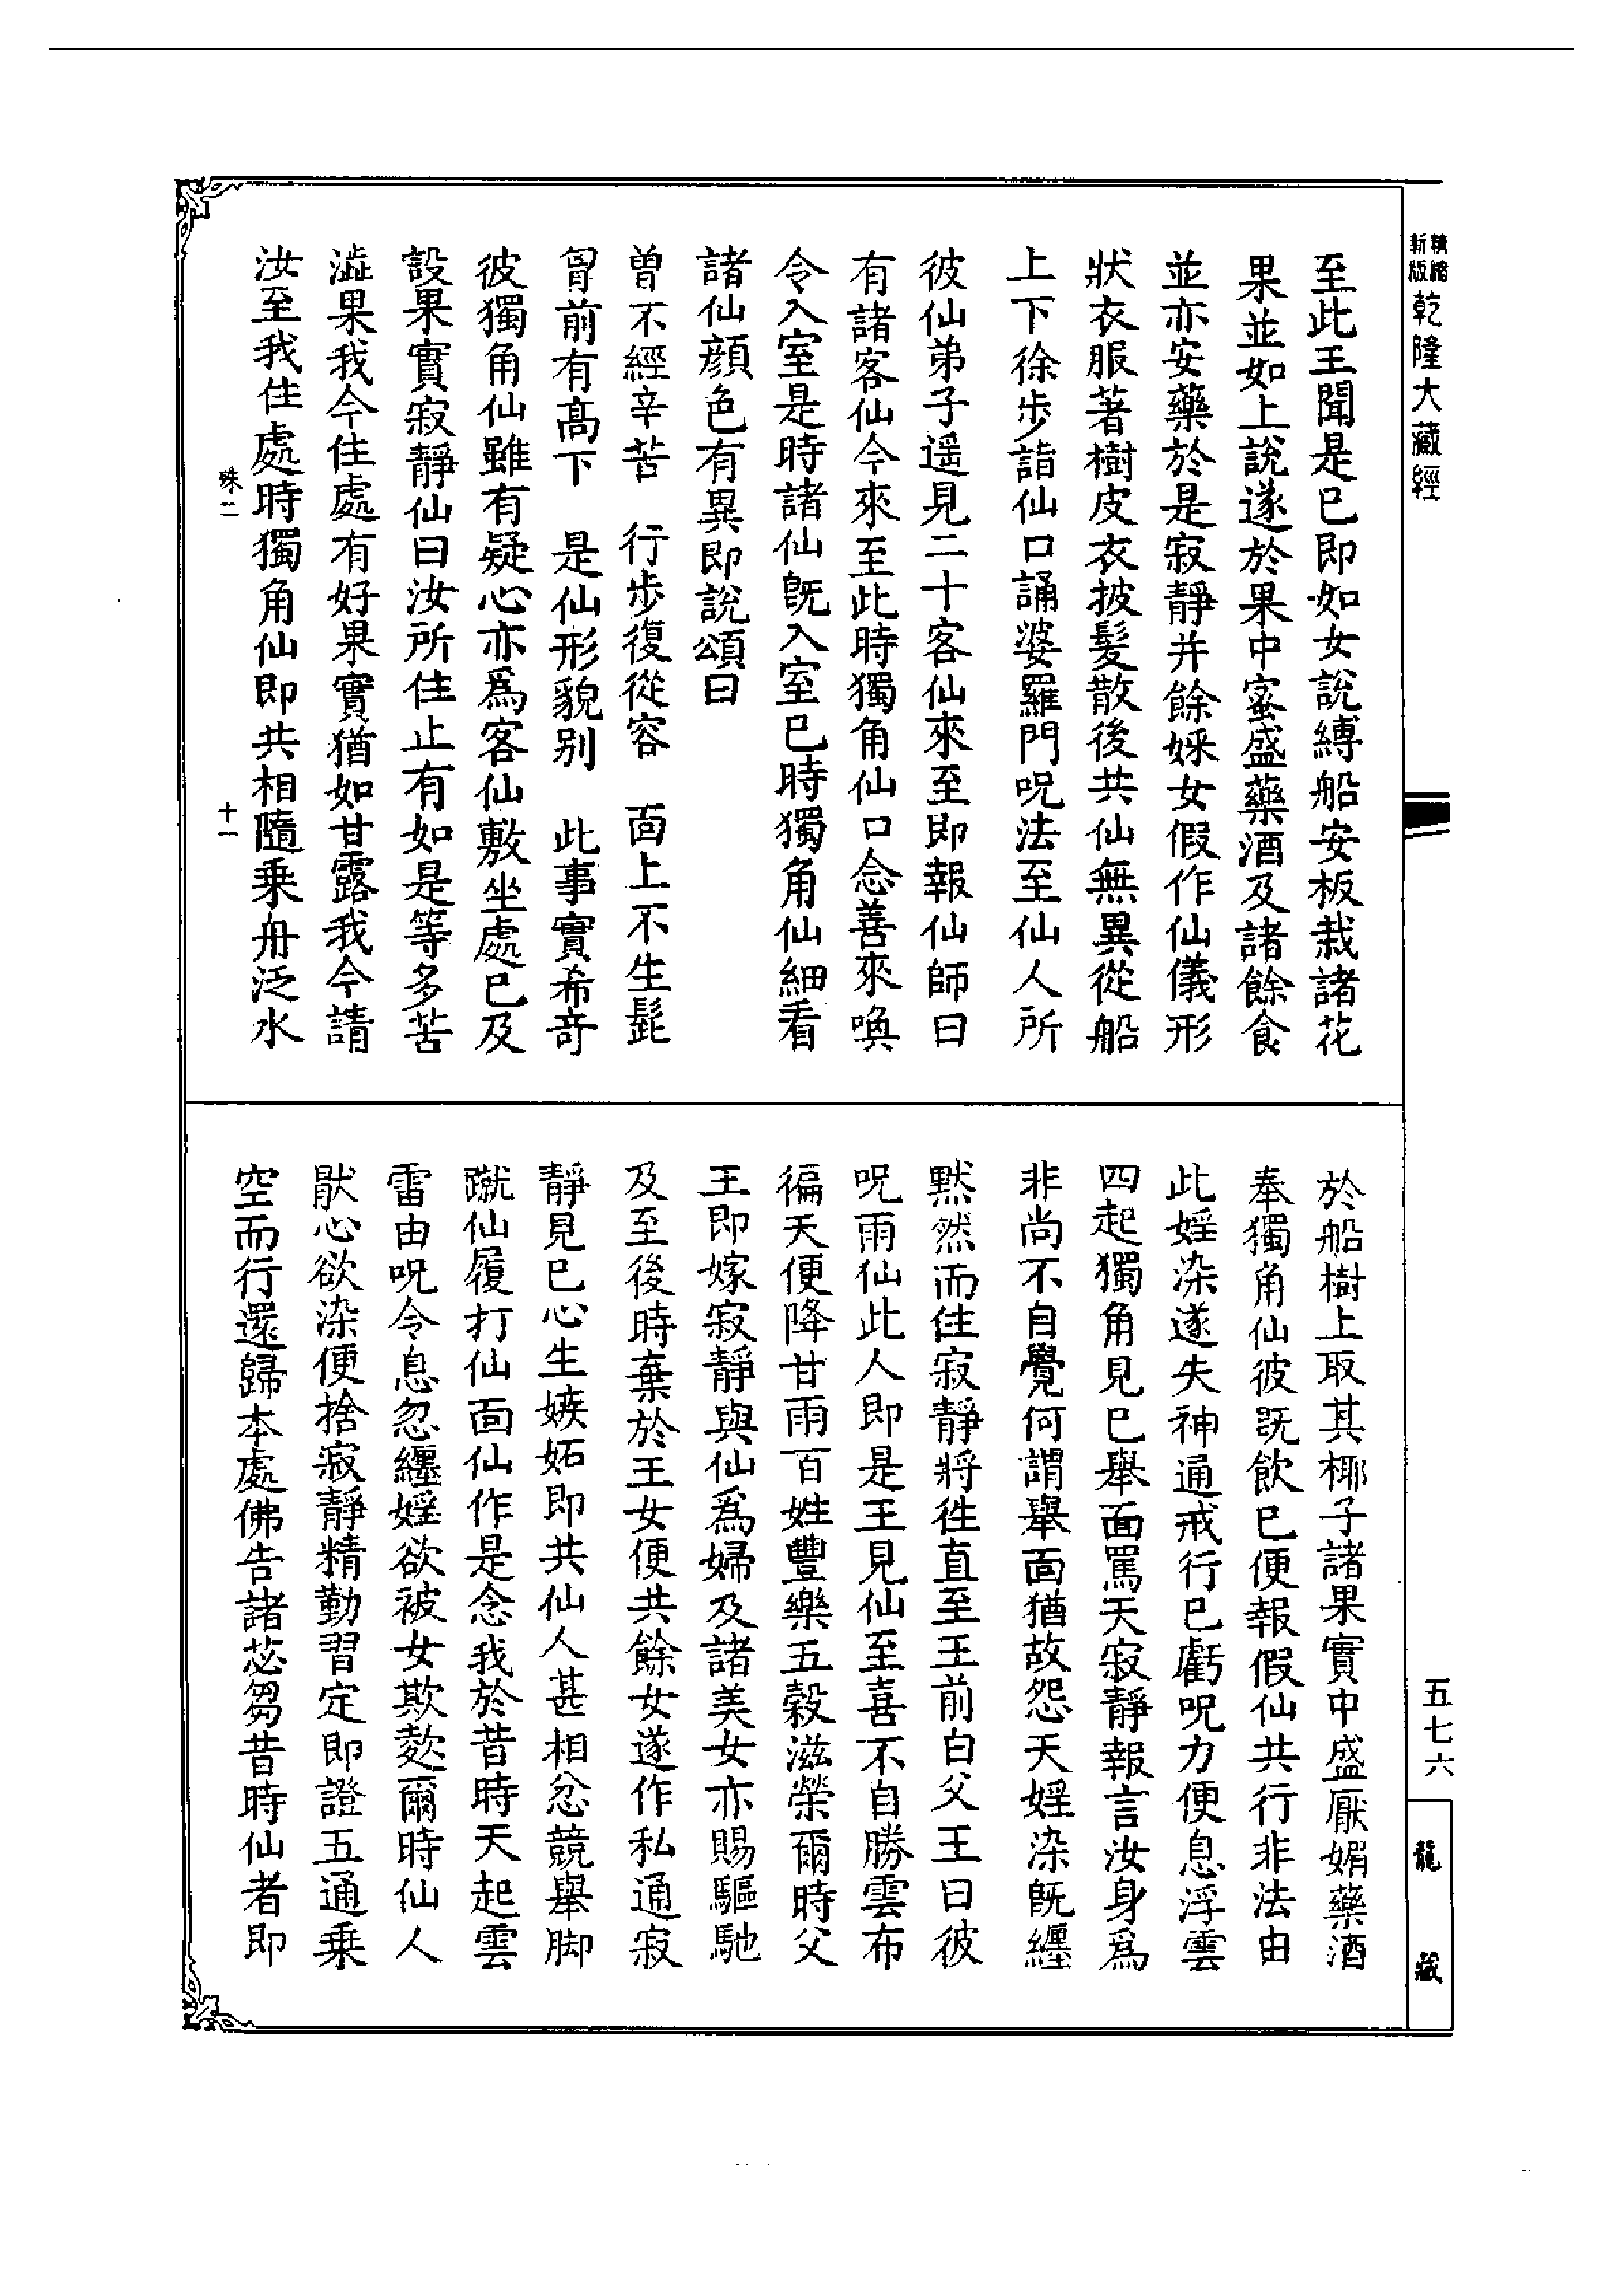 精縮新版乾隆大藏經
至此王聞是已即如女說縛船安板栽諸花
果並如上說遂於果中蜜盛藥酒及諸餘食
並亦安藥於是寂靜并餘婇女假作仙儀形
狀衣服著樹皮衣披髮散後共仙無異從船
上下徐步詣仙口誦婆羅門呪法至仙人所
彼仙弟子遥見二十客仙來至即報仙師曰
有諸客仙今來至此時獨角仙口念善來喚
令入室是時諸仙旣入室已時獨角仙細看
諸仙顔色有異即說頌曰
曾不經辛苦　行步復從容　面上不生髭
胷前有髙下　是仙形貌别　此事實希奇
彼獨角仙雖有疑心亦爲客仙敷坐處已及
設果實寂靜仙曰汝所住止有如是等多苦
澁果我今住處有好果實猶如甘露我今請
汝至我住處時獨角仙即共相隨乗舟泛水
殊二　十一
於船樹上取其椰子諸果實中盛厭媚藥酒
奉獨角仙彼旣飲已便報假仙共行非法由
此婬染遂失神通戒行已虧呪力便息浮雲
四起獨角見已舉面罵天寂靜報言汝身爲
非尚不自覺何謂舉面猶故怨天婬染旣纏
黙然而住寂靜將徃直至王前白父王曰彼
呪雨仙此人即是王見仙至喜不自勝雲布
徧天便降甘雨百姓豐樂五榖滋榮爾時父
王即嫁寂靜與仙爲婦及諸美女亦賜驅馳
及至後時棄於王女便共餘女遂作私通寂
靜見已心生嫉妬即共仙人甚相忿競舉脚
蹴仙履打仙面仙作是念我於昔時天起雲
雷由呪令息忽纏婬欲被女欺欵爾時仙人
猒心欲染便捨寂靜精勤習定即證五通乗
空而行還歸本處佛告諸苾芻昔時仙者即
五七六
龍藏